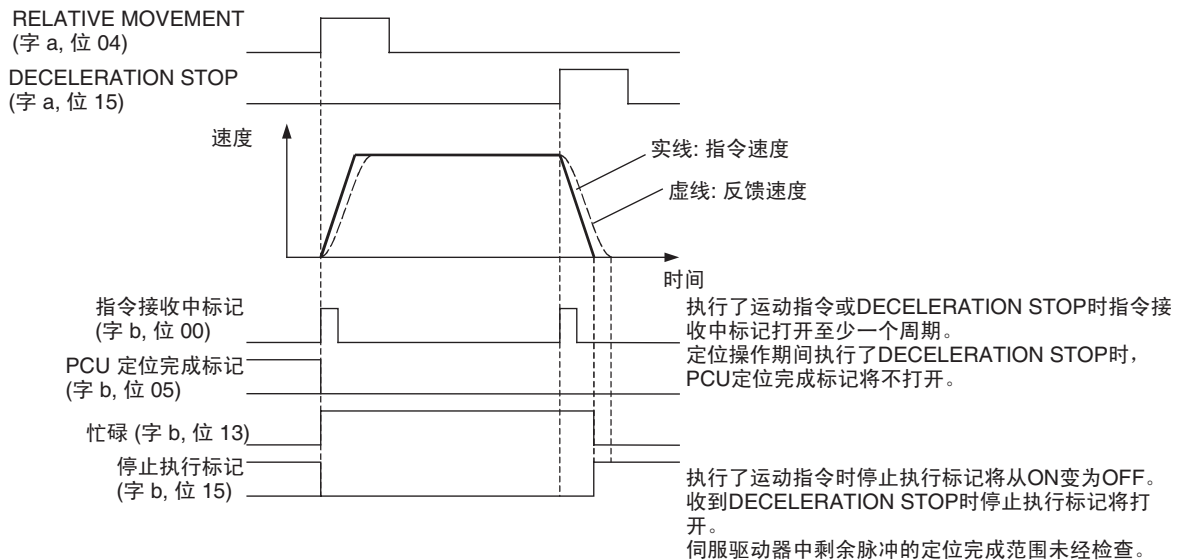 RELATIVE MOVEMENT
(字 a, 位 04)
DECELERATION STOP
(字 a, 位 15)
速度
实线: 指令速度
虚线: 反馈速度
时间
指令接收中标记
(字 b, 位 00)
执行了运动指令或DECELERATION STOP时指令接
收中标记打开至少一个周期。
定位操作期间执行了DECELERATION STOP时，
PCU定位完成标记将不打开。
PCU 定位完成标记
(字 b, 位 05)
忙碌 (字 b, 位 13)
停止执行标记
(字 b, 位 15)
执行了运动指令时停止执行标记将从ON变为OFF。
收到DECELERATION STOP时停止执行标记将打
开。
伺服驱动器中剩余脉冲的定位完成范围未经检查。